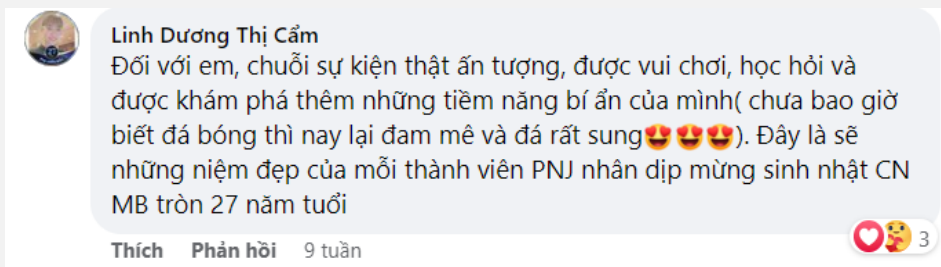 Linh Dương Thị Cẩm
Đối với em, chuỗi sự kiện thật ấn tượng, được vui chơi, học hỏi và
được khám phá thêm những tiềm năng bí ẩn của mình( chưa bao giờ
biết đá bóng thì nay lại đam mê và đá rất sung😍😍😍). Đây là sẽ
những niệm đẹp của mỗi thành viên PNJ nhân dịp mừng sinh nhật CN
MB tròn 27 năm tuổi
Thích Phản hồi 9 tuần 3